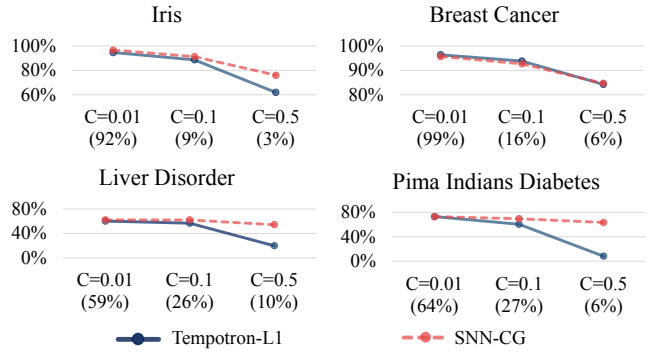 Iris
100%
80%
60%
C=0.01 C=0.1 C=0.5
(92%) (9%) (3%)
Breast Cancer
100%
90%
80%
C=0.01 C=0.1 C=0.5
(99%) (16%) (6%)
Liver Disorder
80%
40%
0%
C=0.01 C=0.1 C=0.5
(59%) (26%) (10%)
Pima Indians Diabetes
80%
40%
0%
C=0.01 C=0.1 C=0.5
(64%) (27%) (6%)
Tempotron-L1 SNN-CG